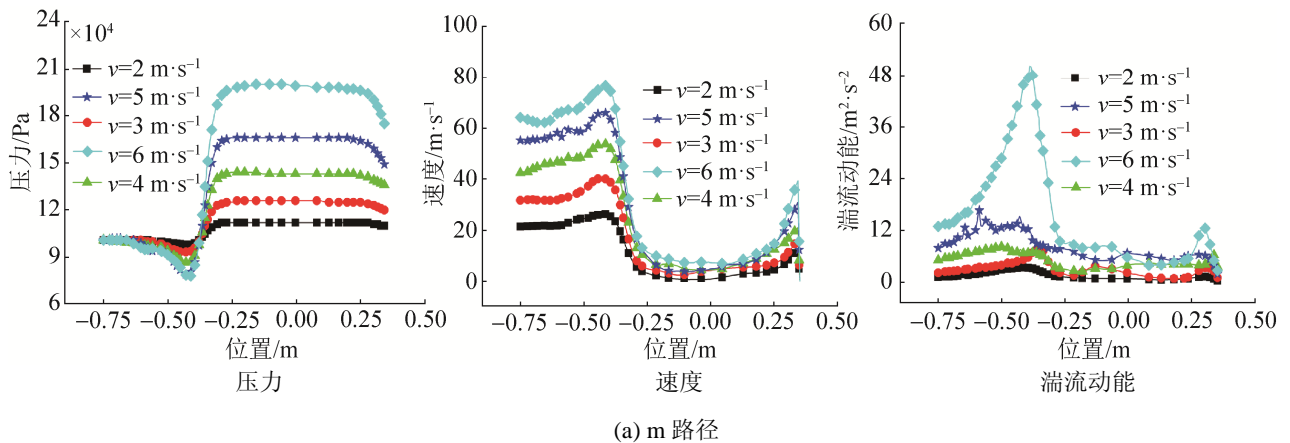 24
21
18
15
12
9
6
×10⁴
v=2 m·s⁻¹
v=5 m·s⁻¹
v=3 m·s⁻¹
v=6 m·s⁻¹
v=4 m·s⁻¹
压力/Pa
−0.75 −0.50 −0.25 0.00 0.25 0.50
位置/m
压力
100
80
60
40
20
0
v=2 m·s⁻¹
v=5 m·s⁻¹
v=3 m·s⁻¹
v=6 m·s⁻¹
v=4 m·s⁻¹
速度/m·s⁻¹
−0.75 −0.50 −0.25 0.00 0.25 0.50
位置/m
速度
60
48
36
24
12
0
v=2 m·s⁻¹
v=5 m·s⁻¹
v=3 m·s⁻¹
v=6 m·s⁻¹
v=4 m·s⁻¹
湍流动能/m²·s⁻²
−0.75 −0.50 −0.25 0.00 0.25 0.50
位置/m
湍流动能
(a) m 路径